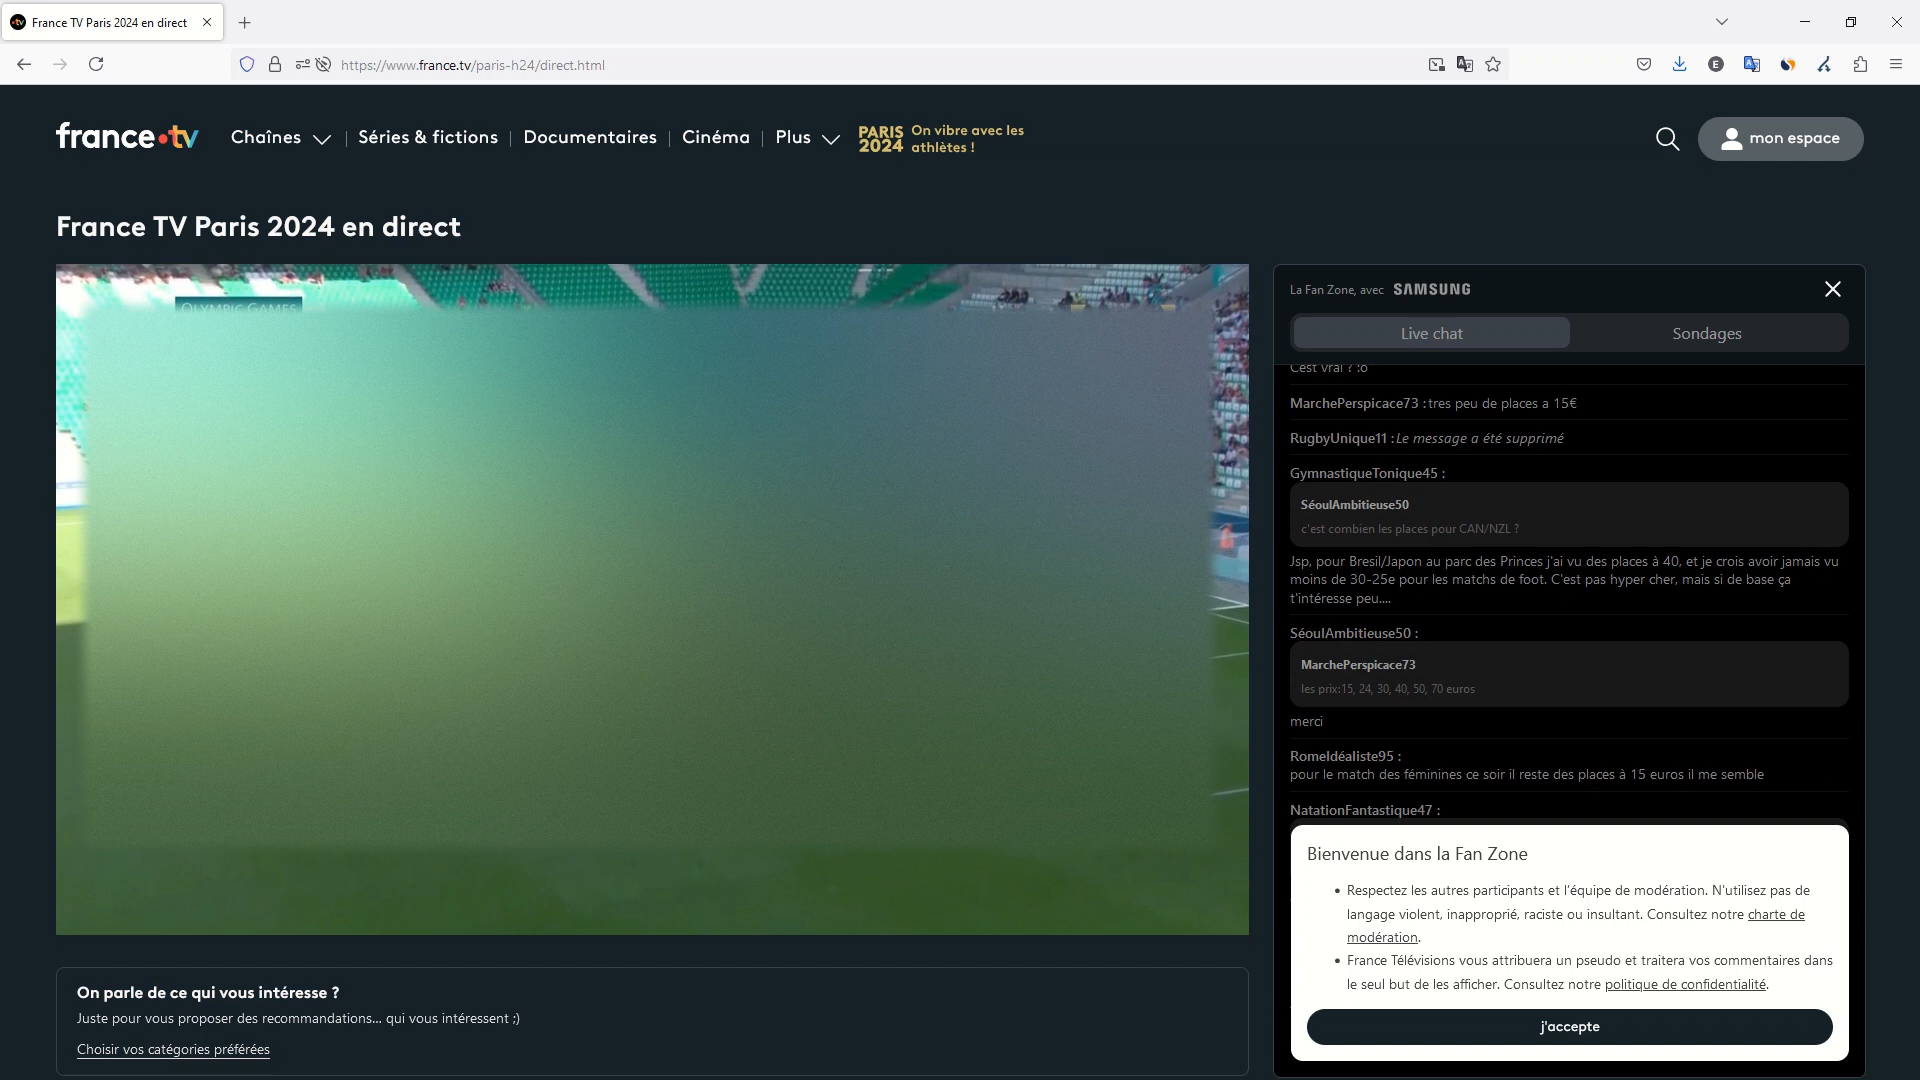 France TV Paris 2024 en direct
https://www.france.tv/paris-h24/direct.html
france•tv
Chaînes
Séries & fictions
Documentaires
Cinéma
Plus
PARIS 2024
On vibre avec les
athlètes !
mon espace
France TV Paris 2024 en direct
OLYMPIC GAMES
La Fan Zone, avec SAMSUNG
Live chat
Sondages
C'est vrai ? :o
MarchePerspicace73 : tres peu de places a 15€
RugbyUnique11 : Le message a été supprimé
GymnastiqueTonique45 :
SéoulAmbitieuse50
c'est combien les places pour CAN/NZL ?
Jsp, pour Bresil/Japon au parc des Princes j'ai vu des places à 40, et je crois avoir jamais vu
moins de 30-25e pour les matchs de foot. C'est pas hyper cher, mais si de base ça
t'intéresse peu....
SéoulAmbitieuse50 :
MarchePerspicace73
les prix:15, 24, 30, 40, 50, 70 euros
merci
RomeIdéaliste95 :
pour le match des féminines ce soir il reste des places à 15 euros il me semble
NatationFantastique47 :
Bienvenue dans la Fan Zone
• Respectez les autres participants et l'équipe de modération. N'utilisez pas de
langage violent, inapproprié, raciste ou insultant. Consultez notre charte de
modération.
• France Télévisions vous attribuera un pseudo et traitera vos commentaires dans
le seul but de les afficher. Consultez notre politique de confidentialité.
j'accepte
On parle de ce qui vous intéresse ?
Juste pour vous proposer des recommandations... qui vous intéressent ;)
Choisir vos catégories préférées